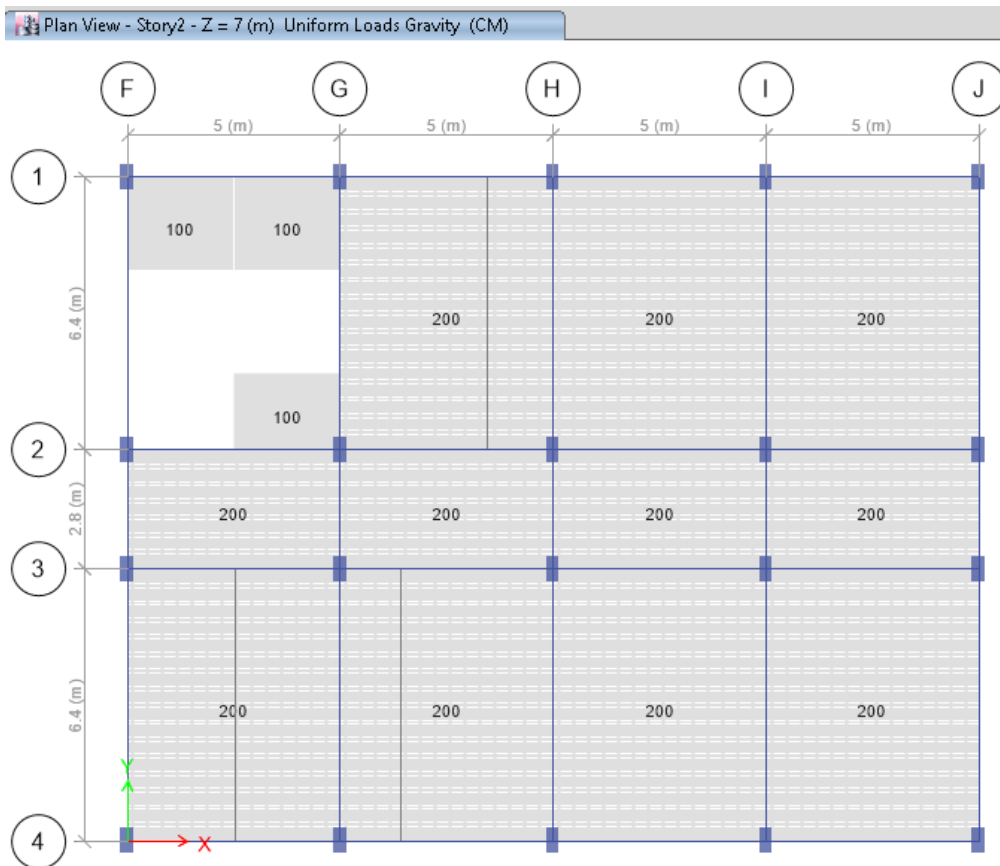 Plan View - Story2 - Z = 7 (m)  Uniform Loads Gravity  (CM)
F G H I J
5 (m) 5 (m) 5 (m) 5 (m)
1
100 100
6.4 (m)
200 200 200
100
2
2.8 (m)
200 200 200 200
3
6.4 (m)
200 200 200 200
Y
X
4